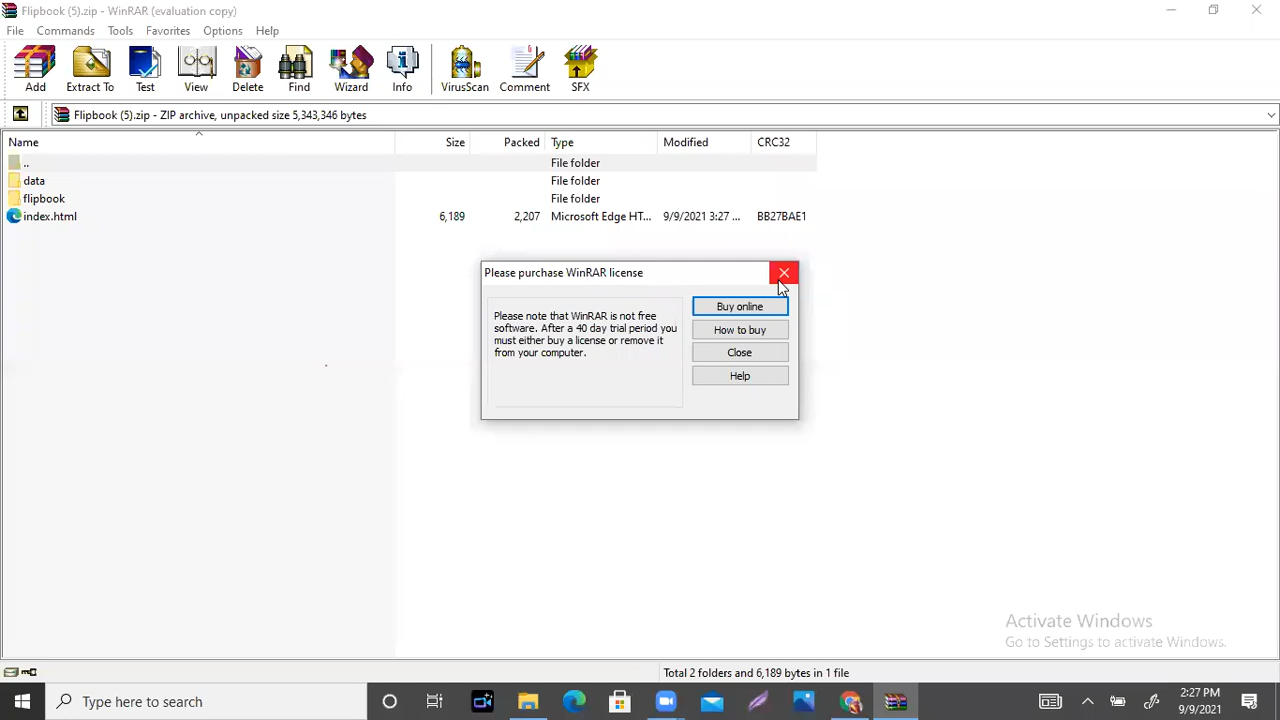 Flipbook (5).zip - WinRAR (evaluation copy)
File Commands Tools Favorites Options Help
Add Extract To Test View Delete Find Wizard Info VirusScan Comment SFX
Flipbook (5).zip - ZIP archive, unpacked size 5,343,346 bytes
Name Size Packed Type Modified CRC32
.. File folder
data File folder
flipbook File folder
index.html 6,189 2,207 Microsoft Edge HT... 9/9/2021 3:27 ... BB27BAE1
Please purchase WinRAR license
Please note that WinRAR is not free
software. After a 40 day trial period you
must either buy a license or remove it
from your computer.
Buy online
How to buy
Close
Help
Activate Windows
Go to Settings to activate Windows.
Total 2 folders and 6,189 bytes in 1 file
Type here to search
2:27 PM
9/9/2021